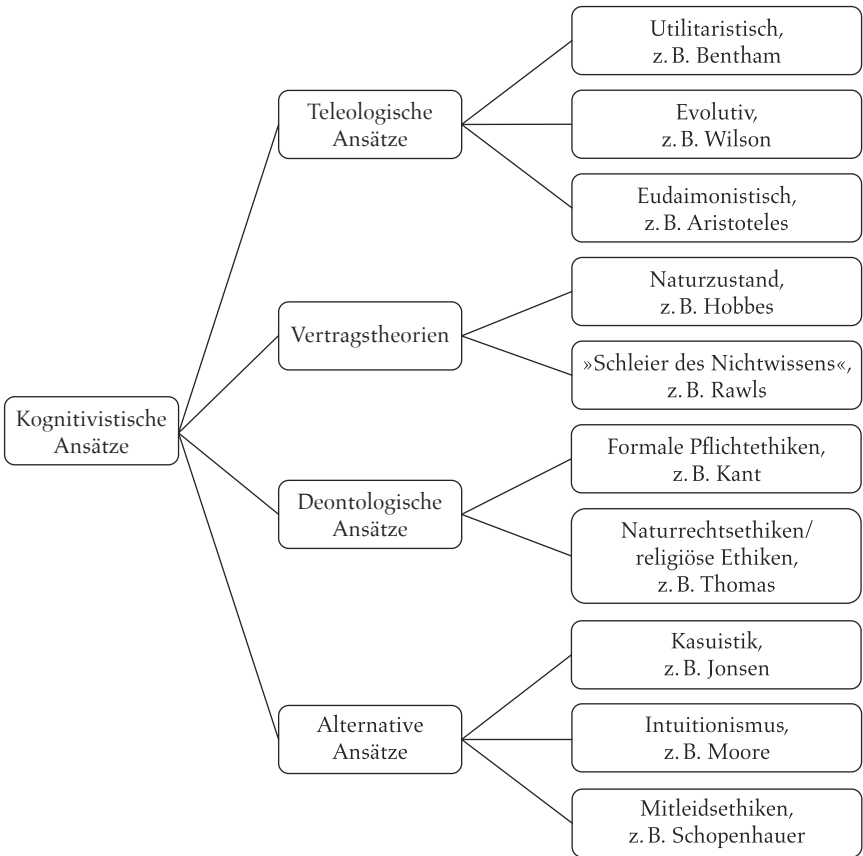 Utilitaristisch,
z. B. Bentham
Teleologische
Ansätze
Evolutiv,
z. B. Wilson
Eudaimonistisch,
z. B. Aristoteles
Naturzustand,
z. B. Hobbes
Vertragstheorien
»Schleier des Nichtwissens«,
z. B. Rawls
Kognitivistische
Ansätze
Formale Pflichtethiken,
z. B. Kant
Deontologische
Ansätze
Naturrechtsethiken/
religiöse Ethiken,
z. B. Thomas
Kasuistik,
z. B. Jonsen
Alternative
Ansätze
Intuitionismus,
z. B. Moore
Mitleidsethiken,
z. B. Schopenhauer